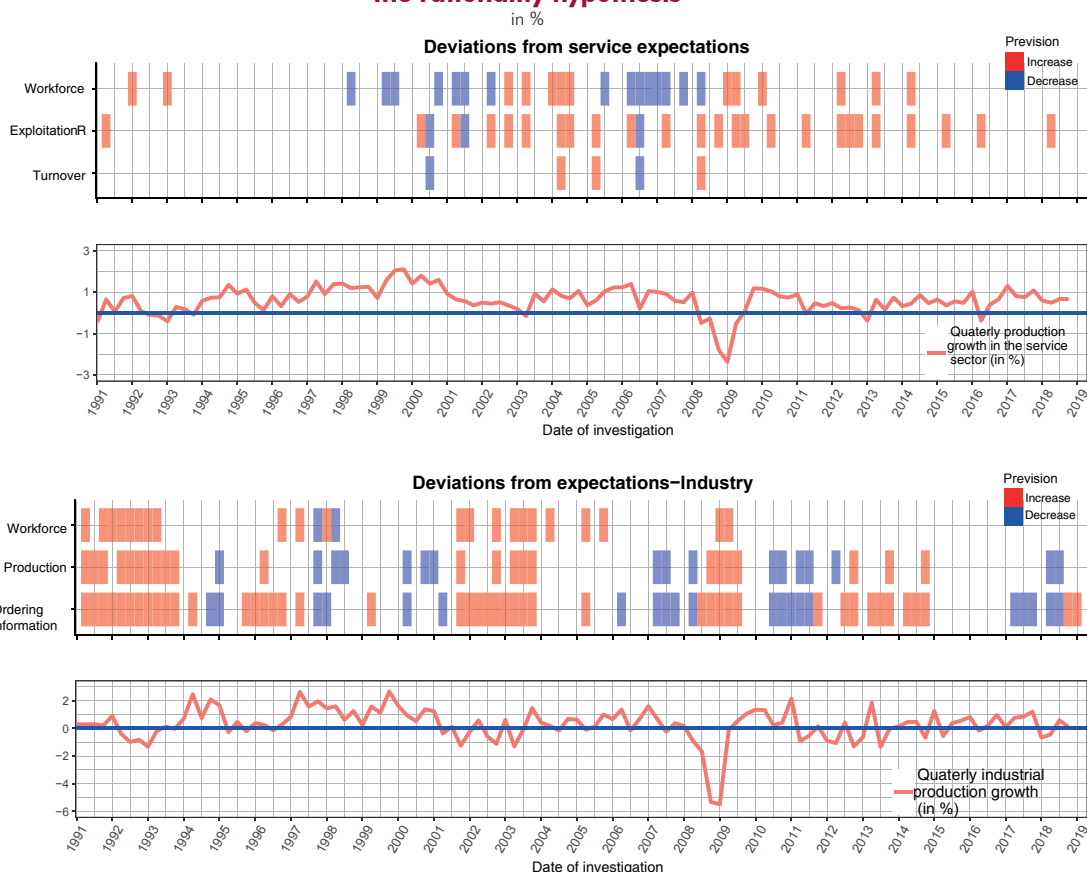 The rationality hypothesis
in %
Deviations from service expectations
Prevision
Increase
Decrease
Workforce
ExploitationR
Turnover
3
1
−1
−3
1991 1992 1993 1994 1995 1996 1997 1998 1999 2000 2001 2002 2003 2004 2005 2006 2007 2008 2009 2010 2011 2012 2013 2014 2015 2016 2017 2018 2019
Quaterly production
growth in the service
sector (in %)
Date of investigation
Deviations from expectations−Industry
Prevision
Increase
Decrease
Workforce
Production
Ordering
nformation
2
0
−2
−4
−6
1991 1992 1993 1994 1995 1996 1997 1998 1999 2000 2001 2002 2003 2004 2005 2006 2007 2008 2009 2010 2011 2012 2013 2014 2015 2016 2017 2018 2019
Quaterly industrial
production growth
(in %)
Date of investigation